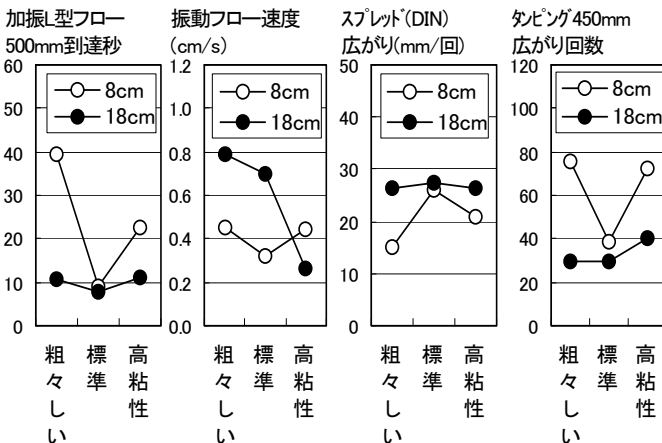 加振L型フロー
500mm到達秒
60
50
40
30
20
10
0
8cm
18cm
粗々しい
標準
高粘性
振動フロー速度
(cm/s)
1.2
1.0
0.8
0.6
0.4
0.2
0.0
8cm
18cm
粗々しい
標準
高粘性
スプレッド(DIN)
広がり(mm/回)
50
40
30
20
10
0
8cm
18cm
粗々しい
標準
高粘性
タンピング450mm
広がり回数
120
100
80
60
40
20
0
8cm
18cm
粗々しい
標準
高粘性